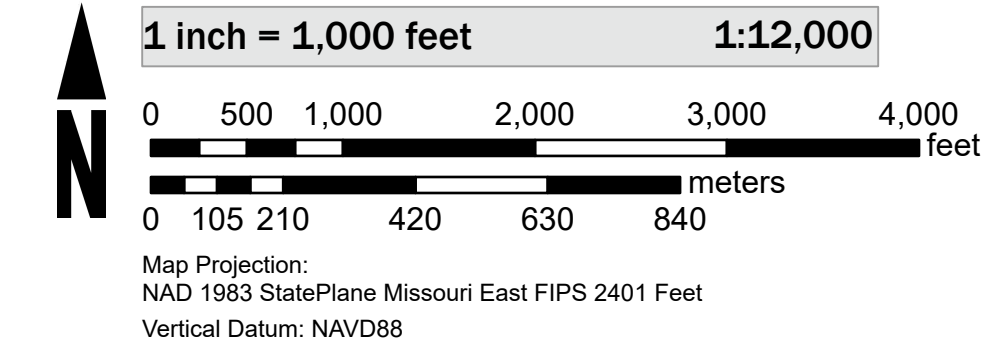 1 inch = 1,000 feet 1:12,000
0 500 1,000 2,000 3,000 4,000
feet
N
meters
0 105 210 420 630 840
Map Projection:
NAD 1983 StatePlane Missouri East FIPS 2401 Feet
Vertical Datum: NAVD88